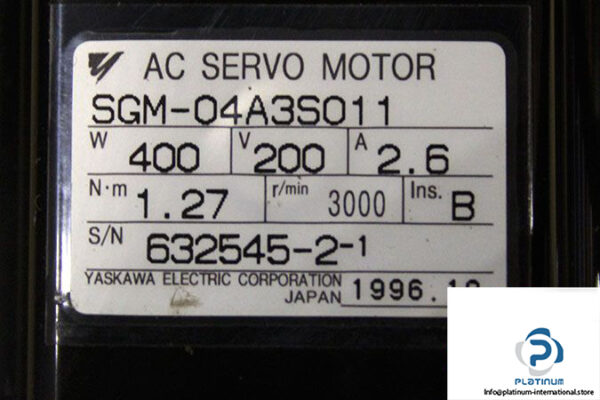 AC SERVO MOTOR
SGM-04A3S011
W 400 V 200 A 2.6
N·m 1.27 r/min 3000 Ins. B
S/N 632545-2-1
YASKAWA ELECTRIC CORPORATION
JAPAN 1996.
P
PLATINUM
Info@platinum-international.store